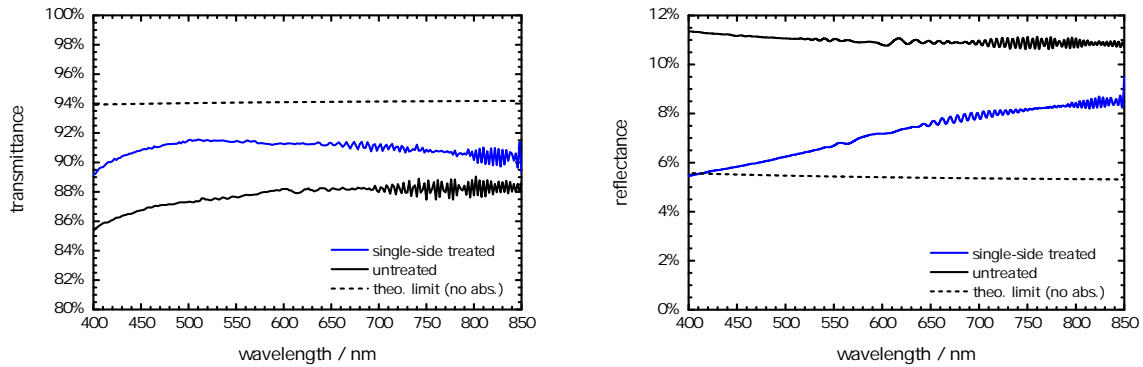 100%
98%
96%
94%
92%
90%
88%
86%
84%
82%
80%
transmittance
single-side treated
untreated
theo. limit (no abs.)
400 450 500 550 600 650 700 750 800 850
wavelength / nm
12%
10%
8%
6%
4%
2%
0%
reflectance
single-side treated
untreated
theo. limit (no abs.)
400 450 500 550 600 650 700 750 800 850
wavelength / nm